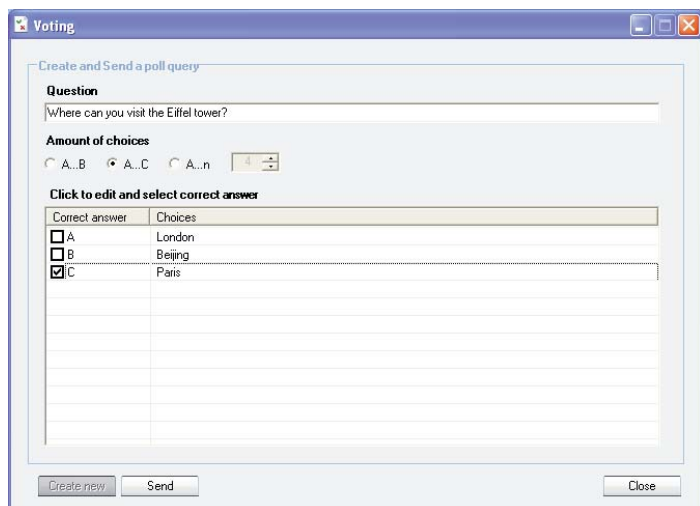 Voting
Create and Send a poll query
Question
Where can you visit the Eiffel tower?
Amount of choices
A...B A...C A...n 4
Click to edit and select correct answer
Correct answer Choices
A London
B Beijing
C Paris
Create new Send Close